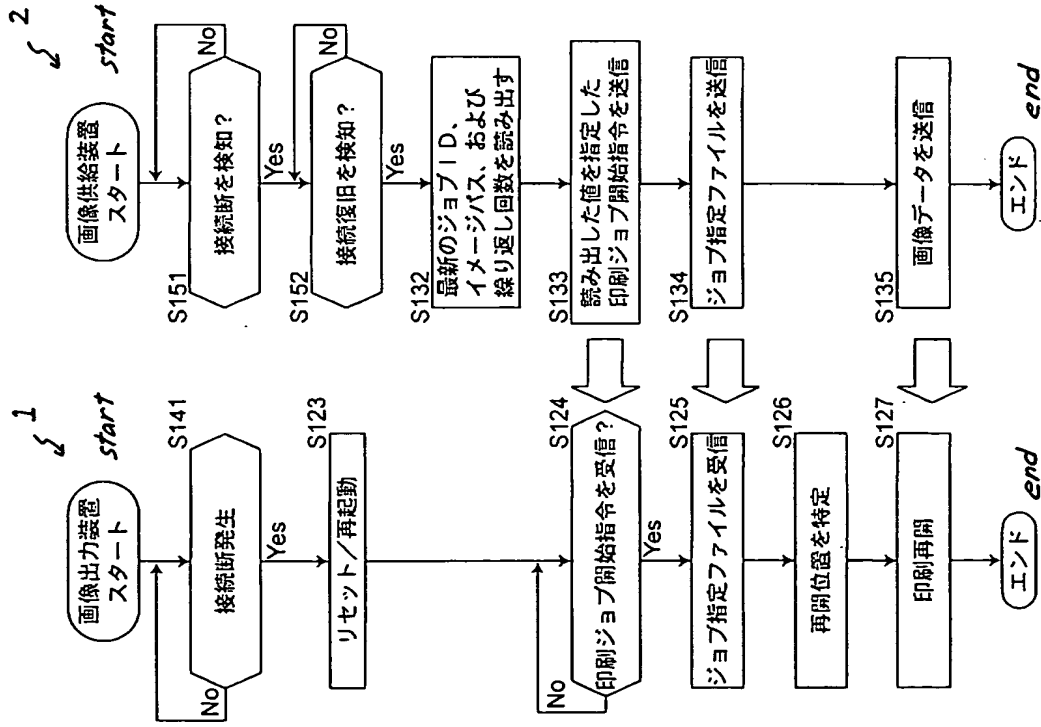 1
start
画像出力装置
スタート
S141
接続断発生
No
Yes
S123
リセット／再起動
S124
印刷ジョブ開始指令を受信?
No
Yes
S125
ジョブ指定ファイルを受信
S126
再開位置を特定
S127
印刷再開
エンド
end
2
start
画像供給装置
スタート
S151
接続断を検知？
No
Yes
S152
接続復旧を検知？
No
Yes
S132
最新のジョブID、
イメージパス、および
繰り返し回数を読み出す
S133
読み出した値を指定した
印刷ジョブ開始指令を送信
S134
ジョブ指定ファイルを送信
S135
画像データを送信
エンド
end